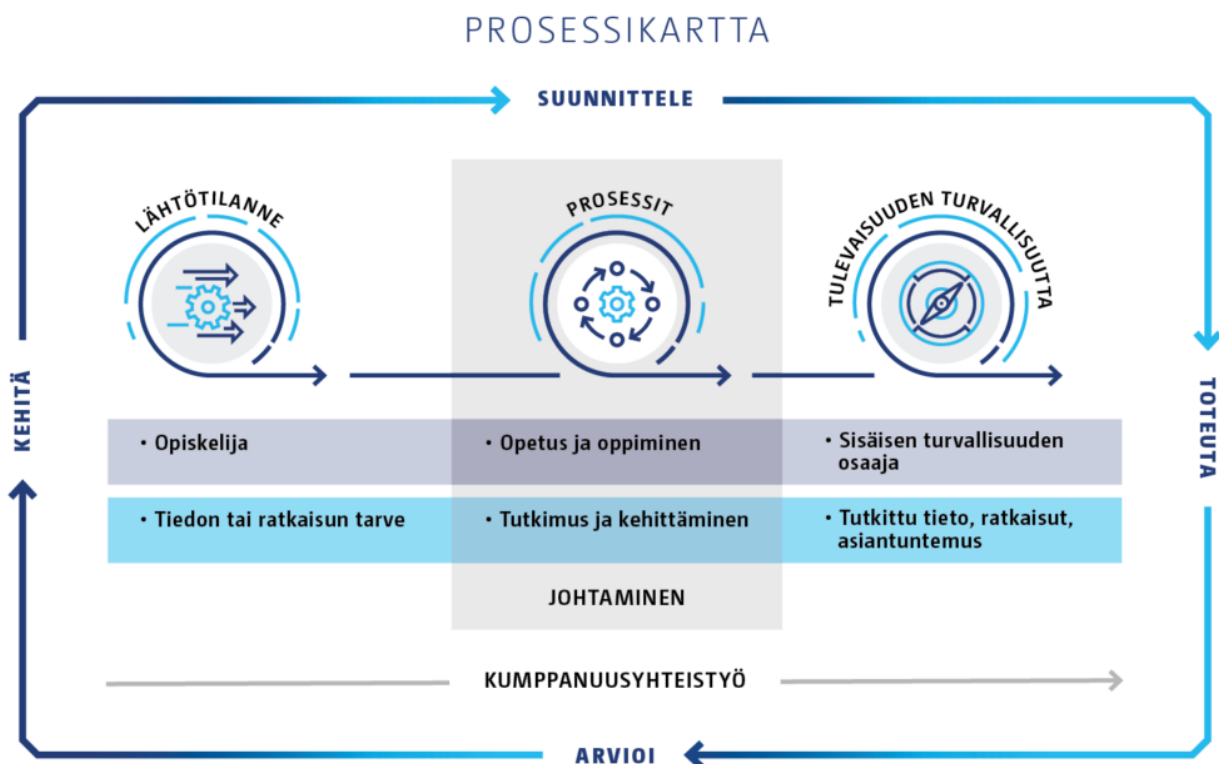 PROSESSIKARTTA
SUUNNITTELE
LÄHTÖTILANNE
PROSESSIT
TULEVAISUUDEN TURVALLISUUTTA
KEHITÄ
TOTEUTA
• Opiskelija
• Opetus ja oppiminen
• Sisäisen turvallisuuden
osaaja
• Tiedon tai ratkaisun tarve
• Tutkimus ja kehittäminen
• Tutkittu tieto, ratkaisut,
asiantuntemus
JOHTAMINEN
KUMPPANUUSYHTEISTYÖ
ARVIOI